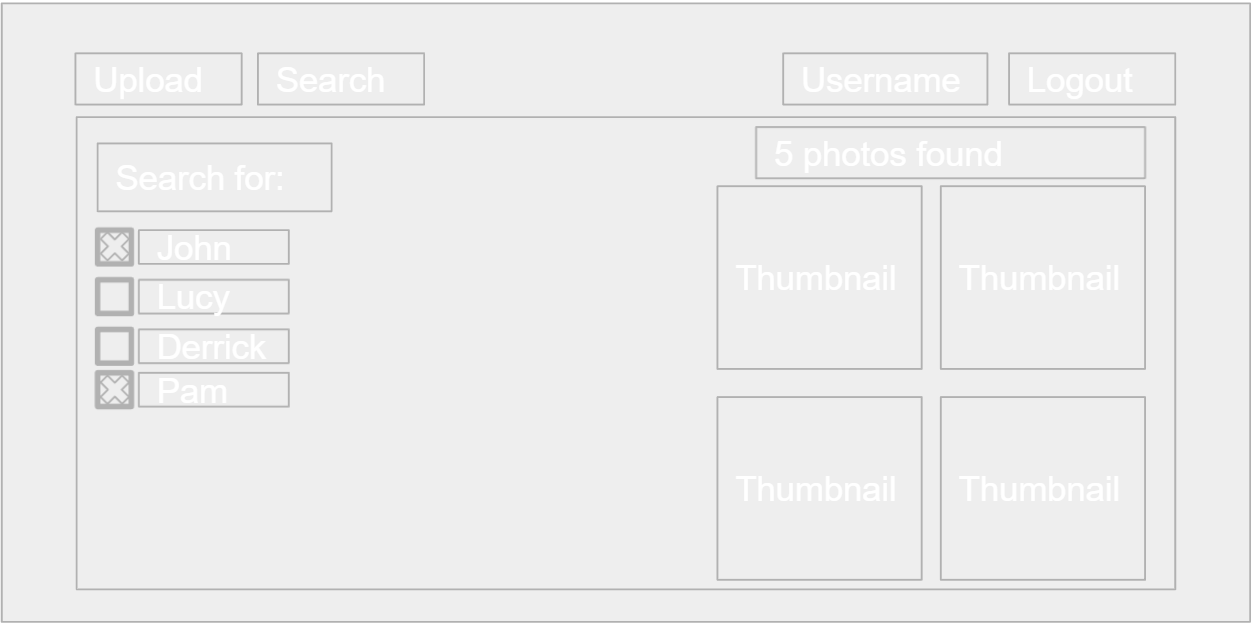 Upload Search Username Logout
5 photos found
Search for:
John
Lucy
Derrick
Pam
Thumbnail Thumbnail
Thumbnail Thumbnail